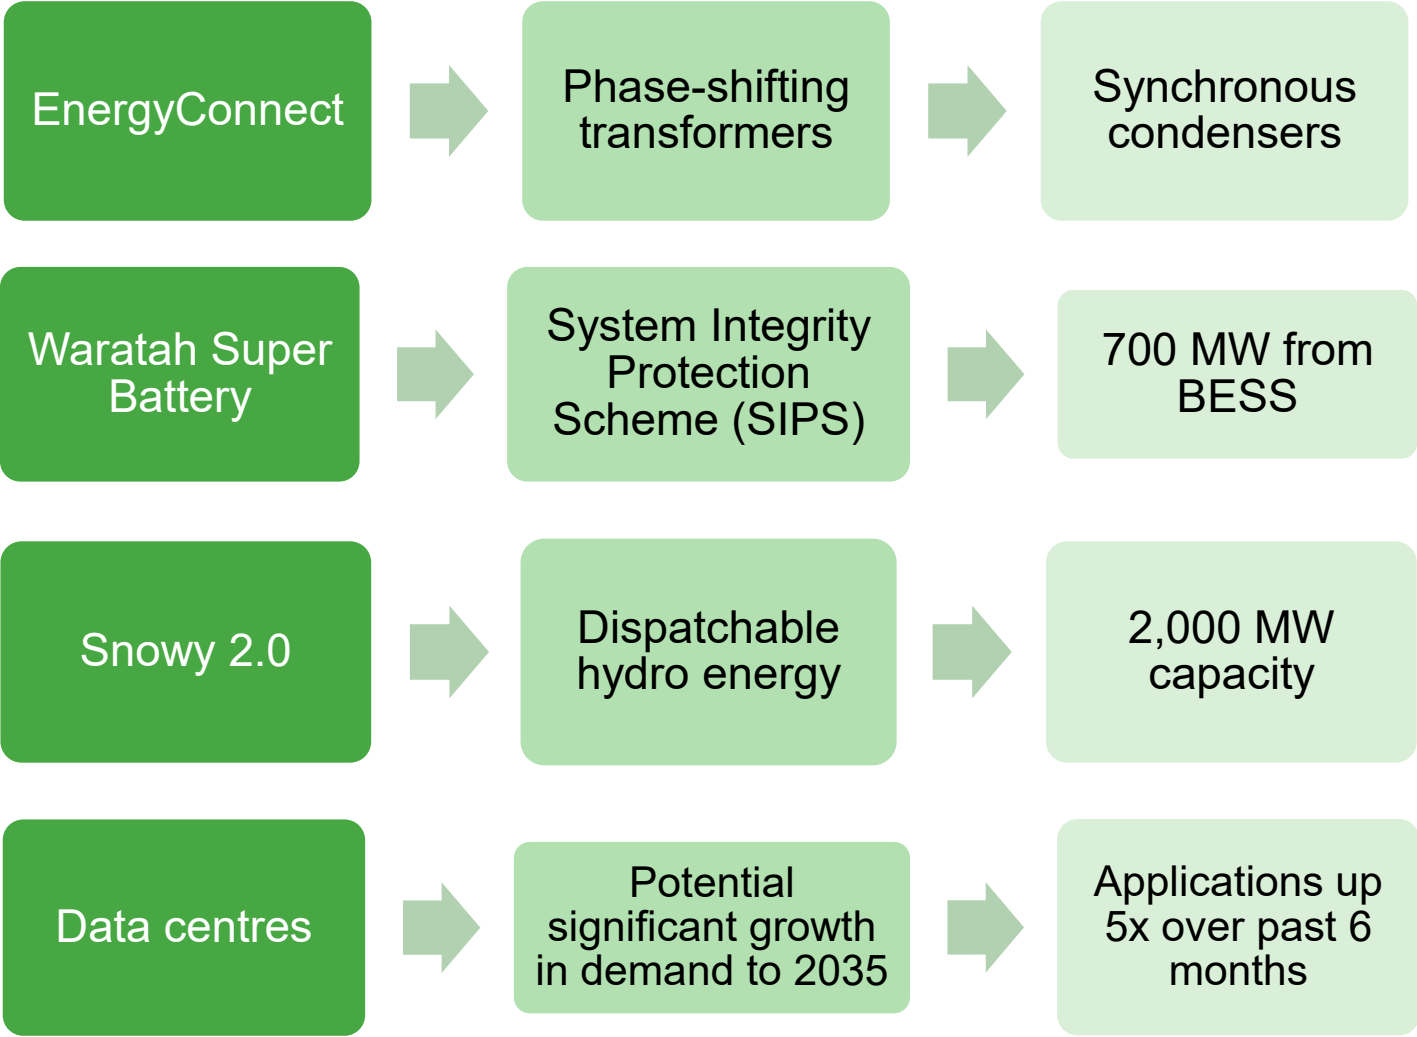 EnergyConnect
Phase-shifting
transformers
Synchronous
condensers
Waratah Super
Battery
System Integrity
Protection
Scheme (SIPS)
700 MW from
BESS
Snowy 2.0
Dispatchable
hydro energy
2,000 MW
capacity
Data centres
Potential
significant growth
in demand to 2035
Applications up
5x over past 6
months